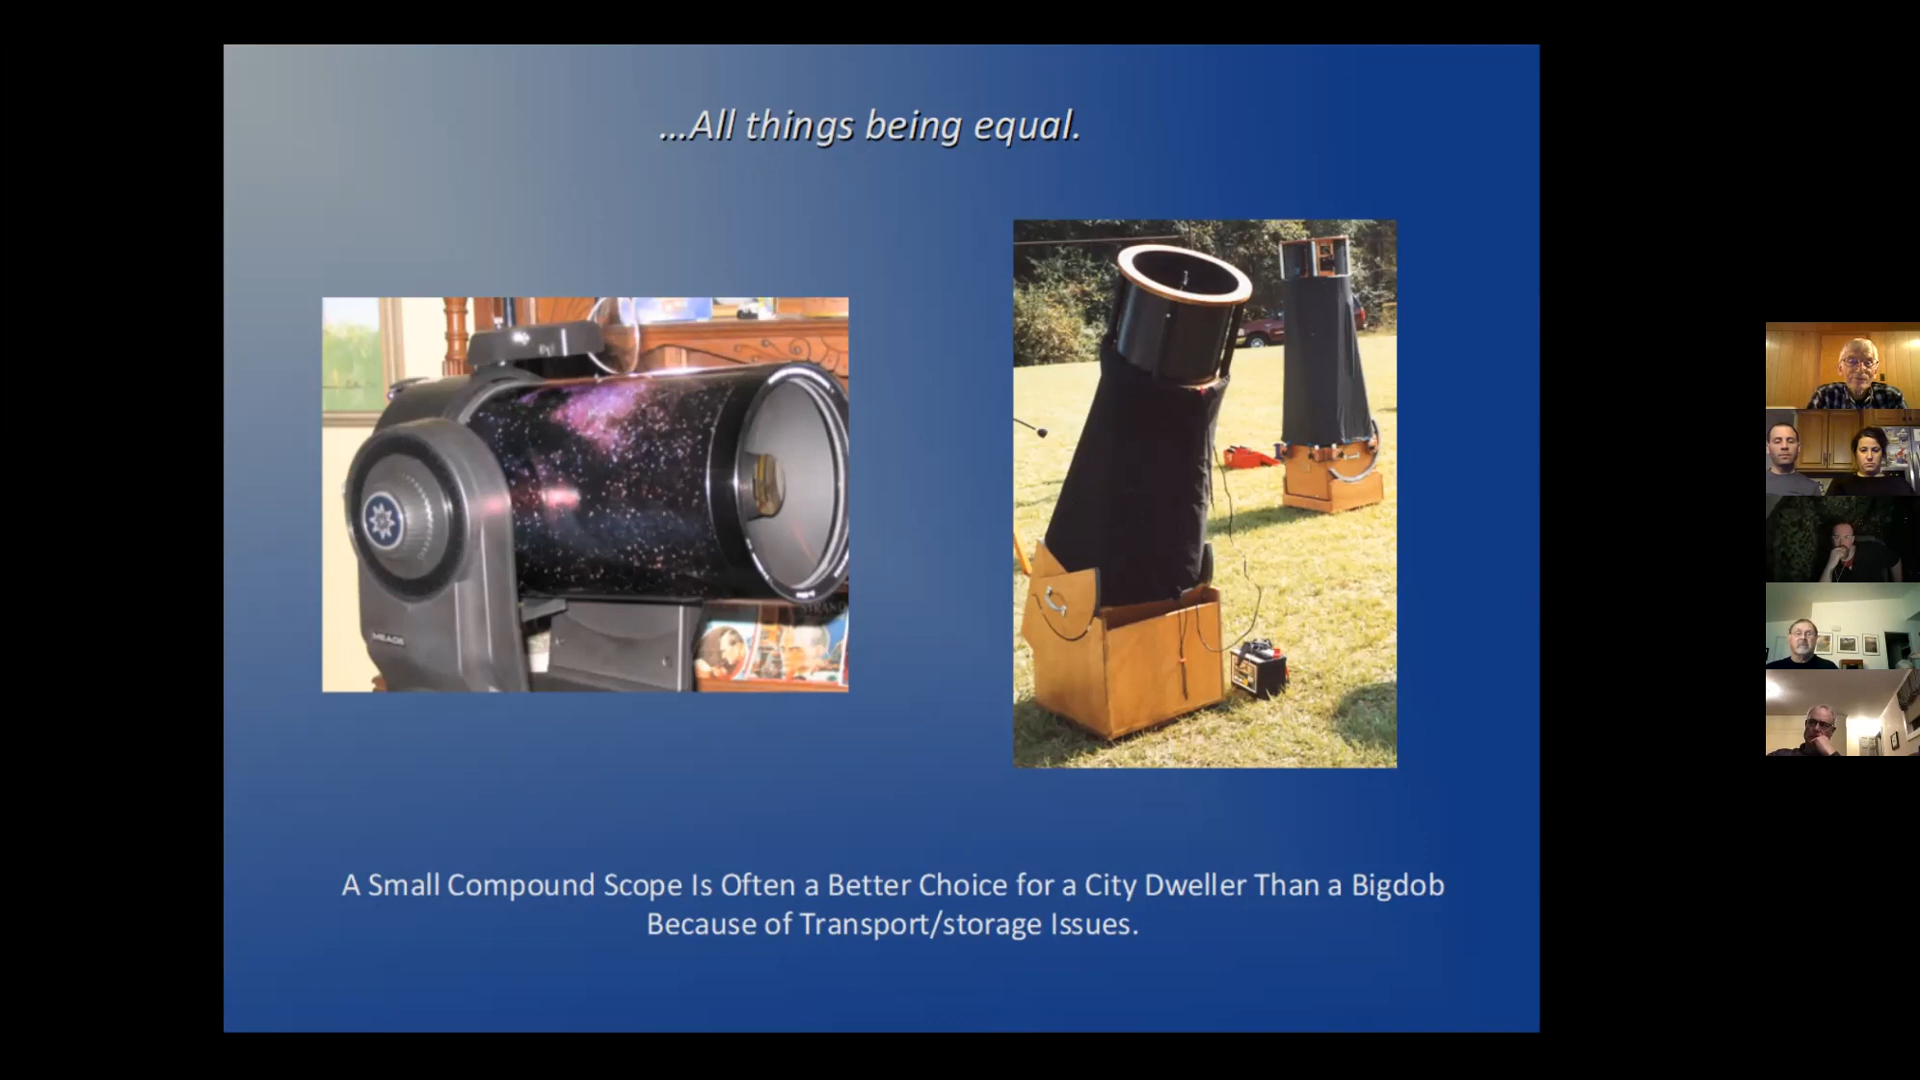 ...All things being equal.
MEADE
A Small Compound Scope Is Often a Better Choice for a City Dweller Than a Bigdob
Because of Transport/storage Issues.